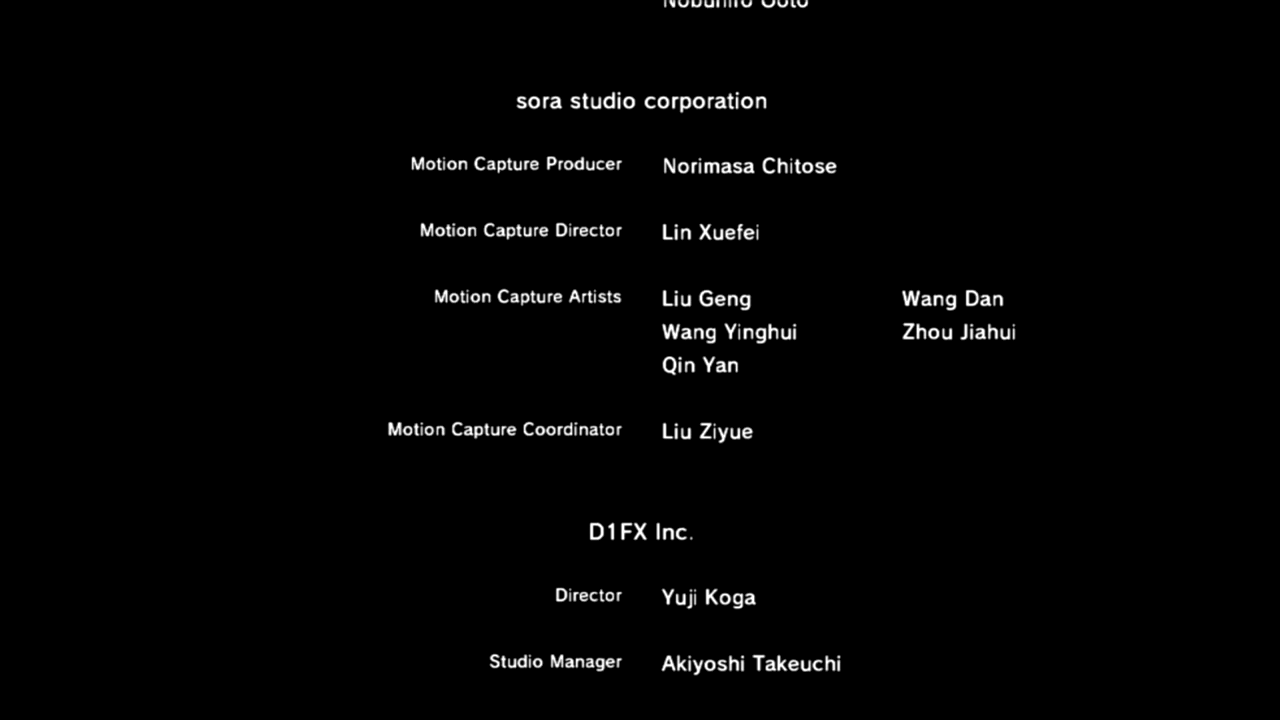 sora studio corporation
Motion Capture Producer Norimasa Chitose
Motion Capture Director Lin Xuefei
Motion Capture Artists Liu Geng Wang Dan
Wang Yinghui Zhou Jiahui
Qin Yan
Motion Capture Coordinator Liu Ziyue
D1FX Inc.
Director Yuji Koga
Studio Manager Akiyoshi Takeuchi